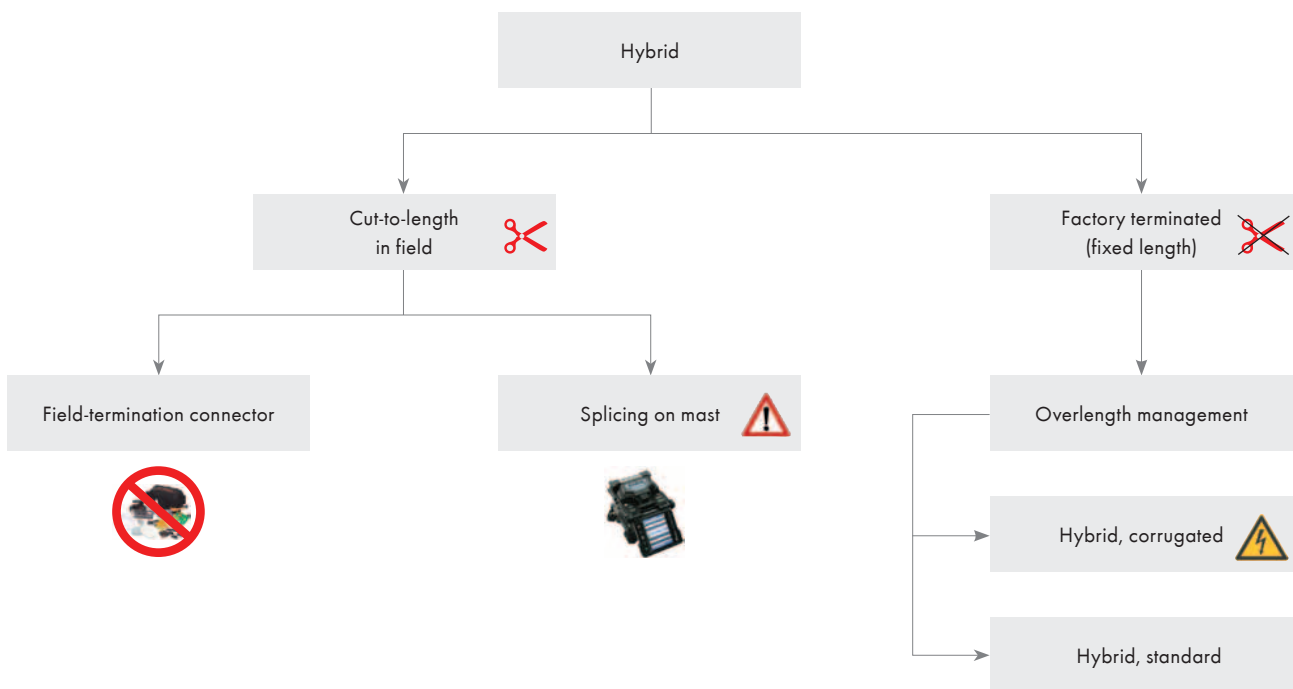 Hybrid
Cut-to-length
in field
Factory terminated
(fixed length)
Field-termination connector
Splicing on mast
Overlength management
Hybrid, corrugated
Hybrid, standard